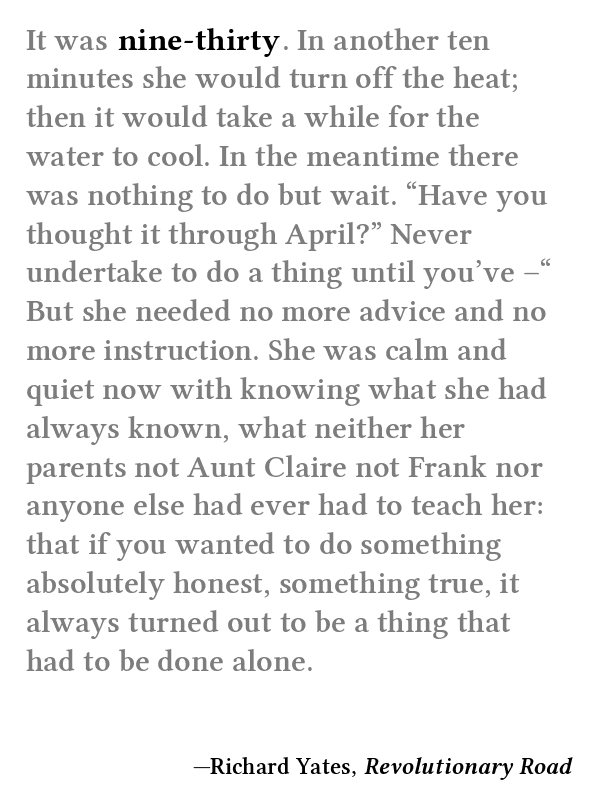 It was nine-thirty. In another ten
minutes she would turn off the heat;
then it would take a while for the
water to cool. In the meantime there
was nothing to do but wait. “Have you
thought it through April?” Never
undertake to do a thing until you’ve –“
But she needed no more advice and no
more instruction. She was calm and
quiet now with knowing what she had
always known, what neither her
parents not Aunt Claire not Frank nor
anyone else had ever had to teach her:
that if you wanted to do something
absolutely honest, something true, it
always turned out to be a thing that
had to be done alone.
—Richard Yates, Revolutionary Road